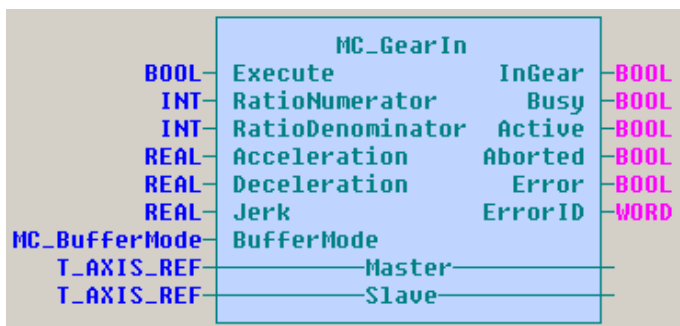 MC_GearIn
BOOL Execute InGear BOOL
INT RatioNumerator Busy BOOL
INT RatioDenominator Active BOOL
REAL Acceleration Aborted BOOL
REAL Deceleration Error BOOL
REAL Jerk ErrorID WORD
MC_BufferMode BufferMode
T_AXIS_REF Master
T_AXIS_REF Slave